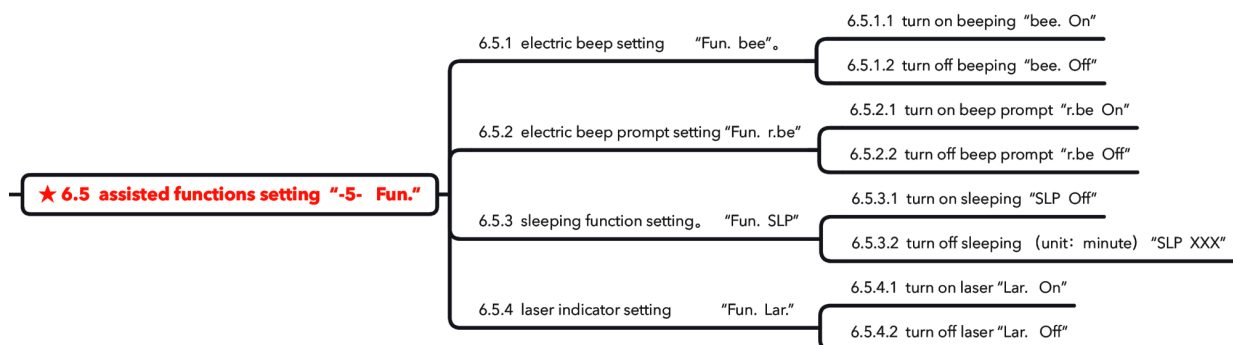 ★ 6.5 assisted functions setting “-5- Fun.”
6.5.1 electric beep setting “Fun. bee”。
6.5.1.1 turn on beeping “bee. On”
6.5.1.2 turn off beeping “bee. Off”
6.5.2 electric beep prompt setting “Fun. r.be”
6.5.2.1 turn on beep prompt “r.be On”
6.5.2.2 turn off beep prompt “r.be Off”
6.5.3 sleeping function setting。 “Fun. SLP”
6.5.3.1 turn on sleeping “SLP Off”
6.5.3.2 turn off sleeping （unit：minute） “SLP XXX”
6.5.4 laser indicator setting “Fun. Lar.”
6.5.4.1 turn on laser “Lar. On”
6.5.4.2 turn off laser “Lar. Off”